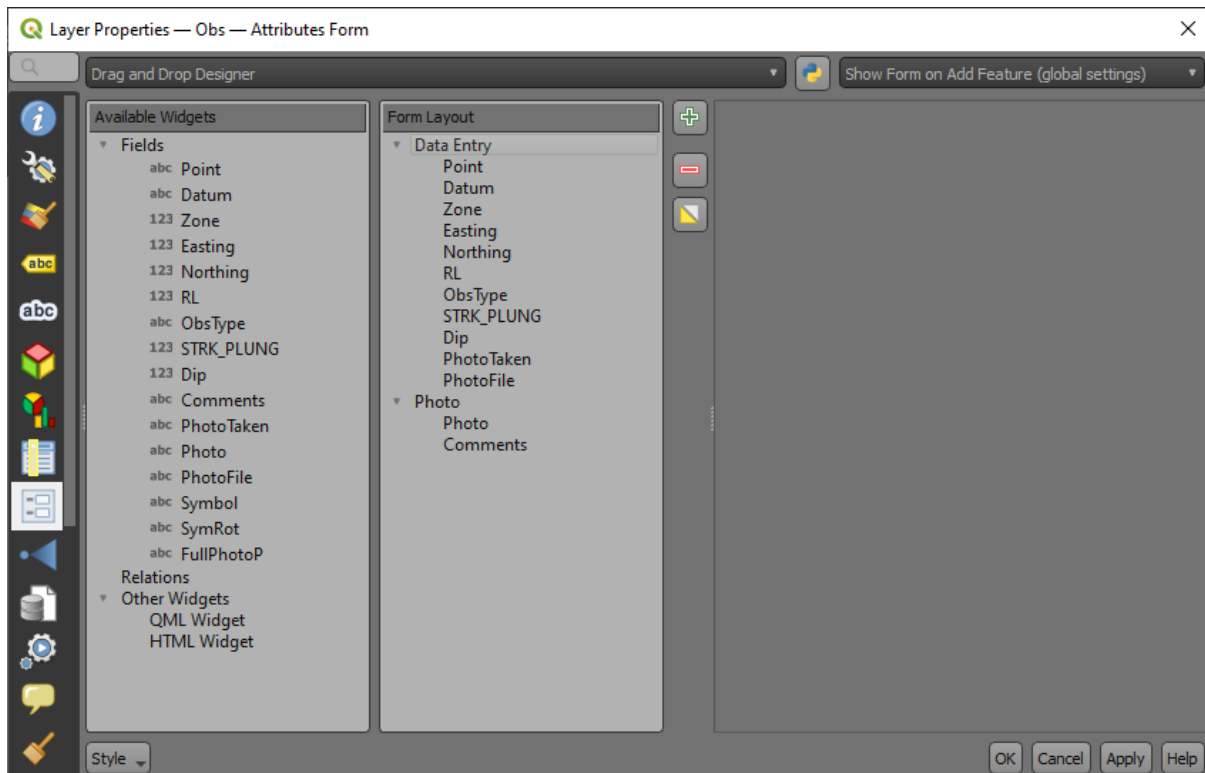 Layer Properties — Obs — Attributes Form
Drag and Drop Designer
Show Form on Add Feature (global settings)
Available Widgets
Fields
abc Point
abc Datum
123 Zone
123 Easting
123 Northing
123 RL
abc ObsType
123 STRK_PLUNG
123 Dip
abc Comments
abc PhotoTaken
abc Photo
abc PhotoFile
abc Symbol
abc SymRot
abc FullPhotoP
Relations
Other Widgets
QML Widget
HTML Widget
Form Layout
Data Entry
Point
Datum
Zone
Easting
Northing
RL
ObsType
STRK_PLUNG
Dip
PhotoTaken
PhotoFile
Photo
Photo
Comments
i
abc
abc
Style
OK
Cancel
Apply
Help